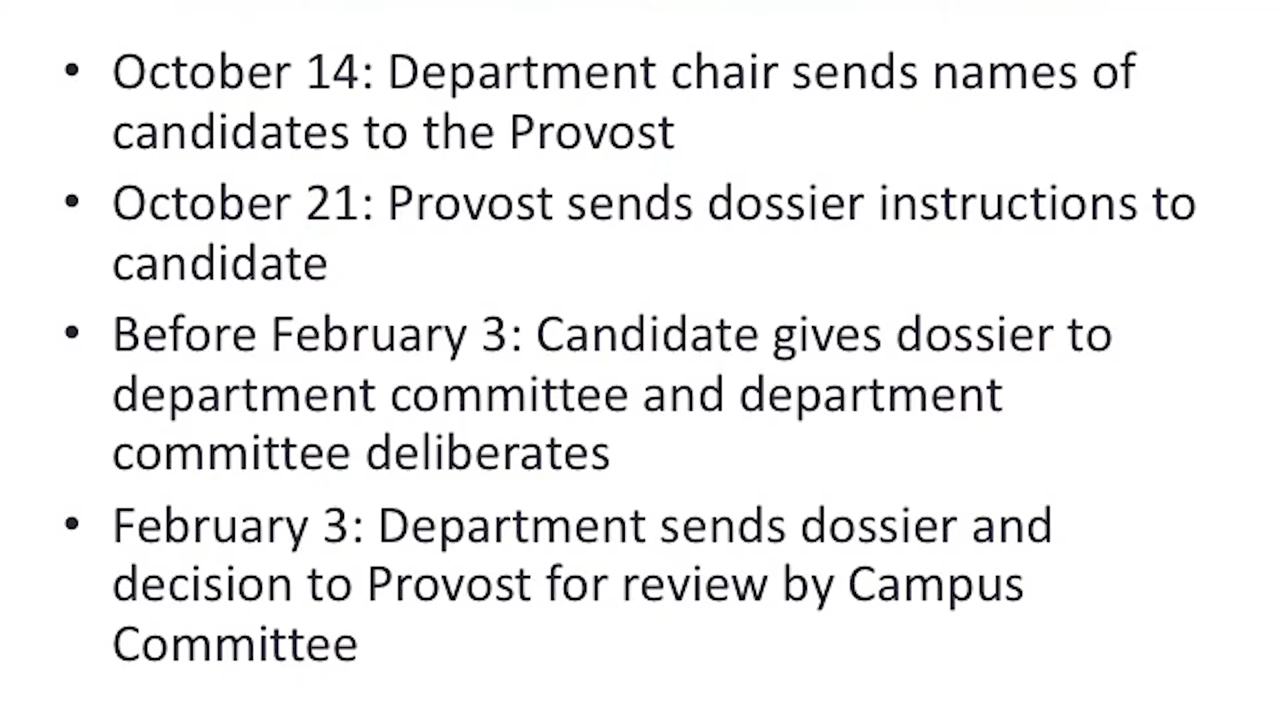 • October 14: Department chair sends names of
candidates to the Provost
• October 21: Provost sends dossier instructions to
candidate
• Before February 3: Candidate gives dossier to
department committee and department
committee deliberates
• February 3: Department sends dossier and
decision to Provost for review by Campus
Committee